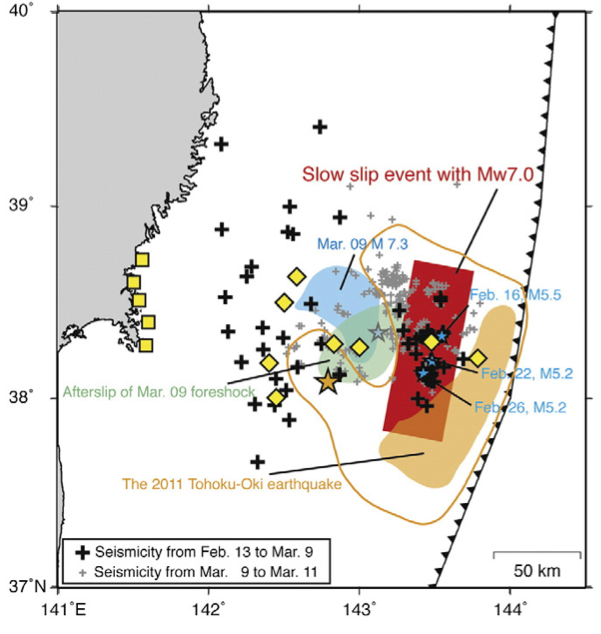 40°
Slow slip event with Mw7.0
39°
Mar. 09 M 7.3
Feb. 16, M5.5
Feb. 22, M5.2
38°
Afterslip of Mar. 09 foreshock
Feb. 26, M5.2
The 2011 Tohoku-Oki earthquake
Seismicity from Feb. 13 to Mar. 9
Seismicity from Mar. 9 to Mar. 11
50 km
37°N
141°E
142°
143°
144°